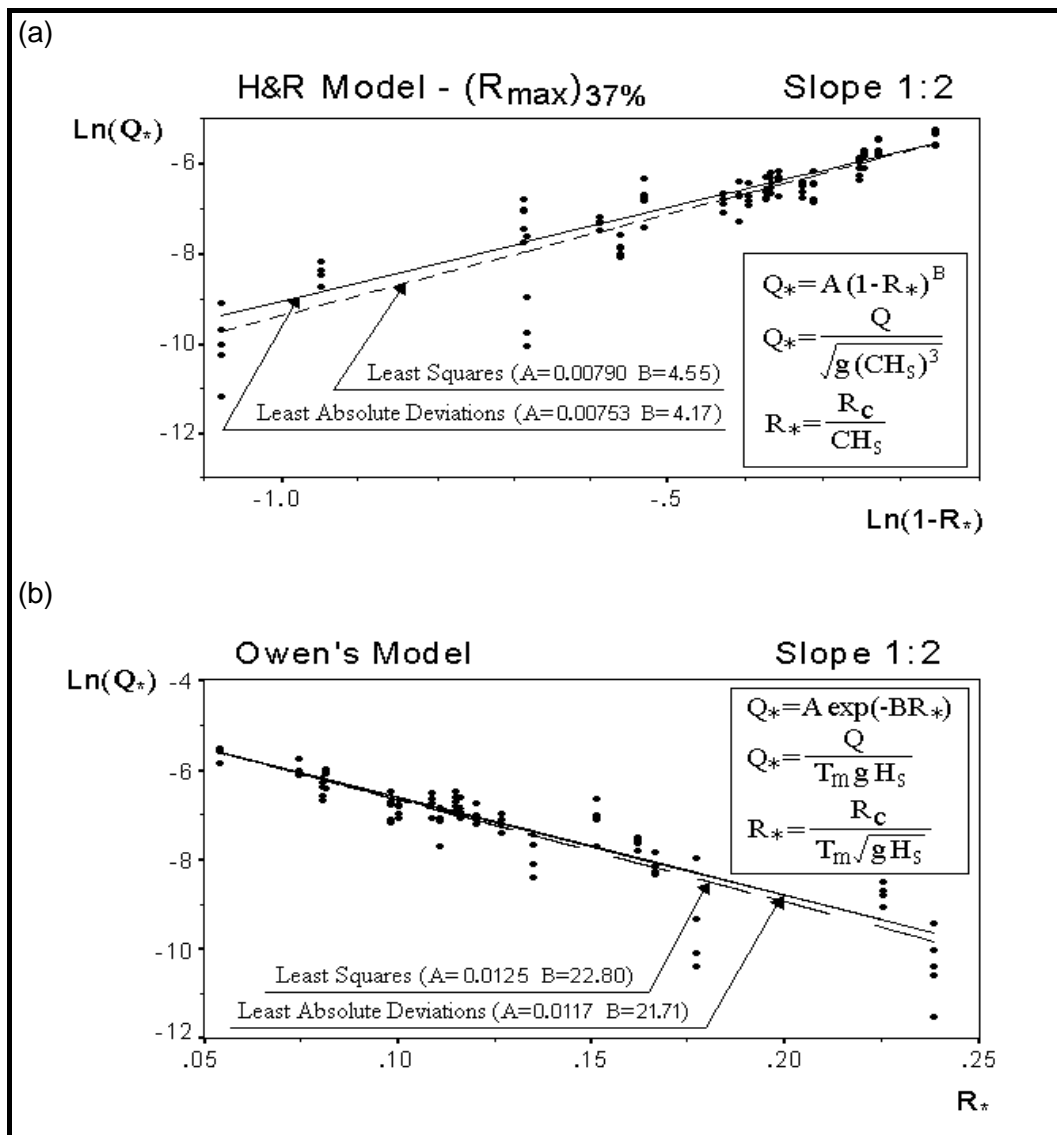 (a)
H&R Model - (Rmax)37% Slope 1:2
Ln(Q*)
-6
-8
-10
-12
Q*=A(1-R*)^B
Q*=Q/√g(CHS)^3
R*=Rc/CHS
Least Squares (A=0.00790 B=4.55)
Least Absolute Deviations (A=0.00753 B=4.17)
-1.0 -.5
Ln(1-R*)
(b)
Owen's Model Slope 1:2
Ln(Q*)
-4
-6
-8
-10
-12
Q*=A exp(-BR*)
Q*=Q/Tm g HS
R*=Rc/Tm√g HS
Least Squares (A=0.0125 B=22.80)
Least Absolute Deviations (A=0.0117 B=21.71)
.05 .10 .15 .20 .25
R*